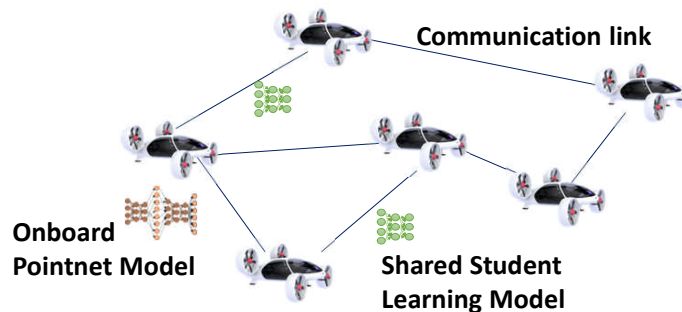 Communication link
Onboard
Pointnet Model
Shared Student
Learning Model